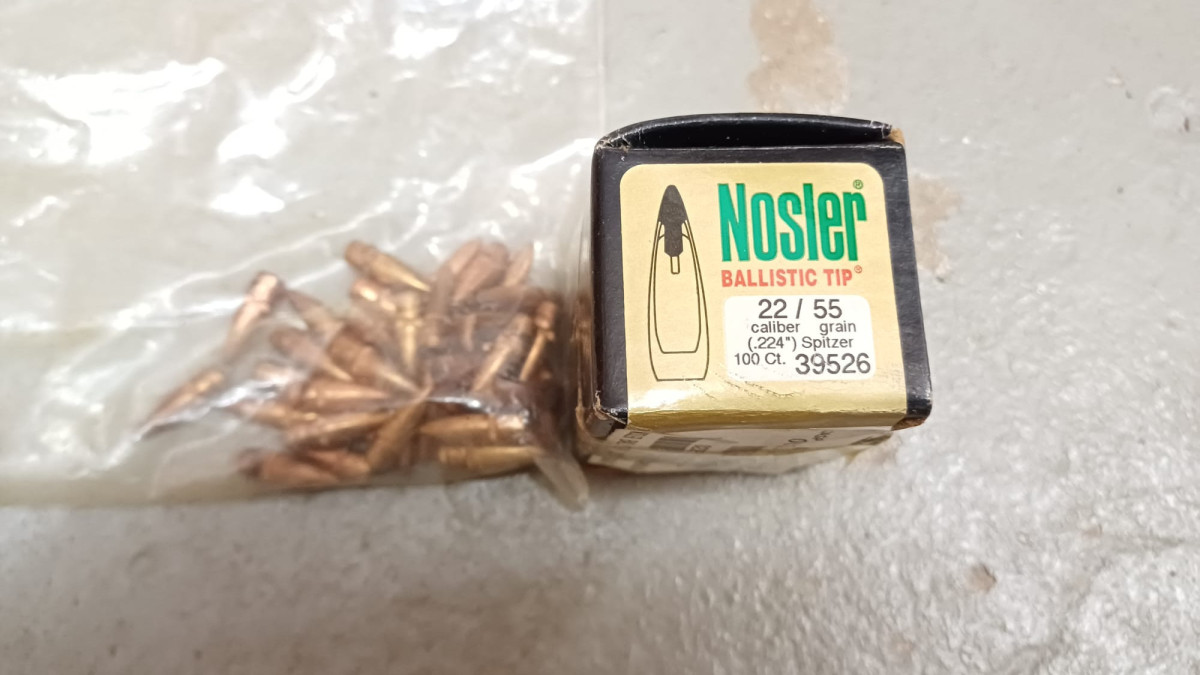 Nosler®
BALLISTIC TIP®
22 / 55
caliber grain
(.224") Spitzer
100 Ct. 39526